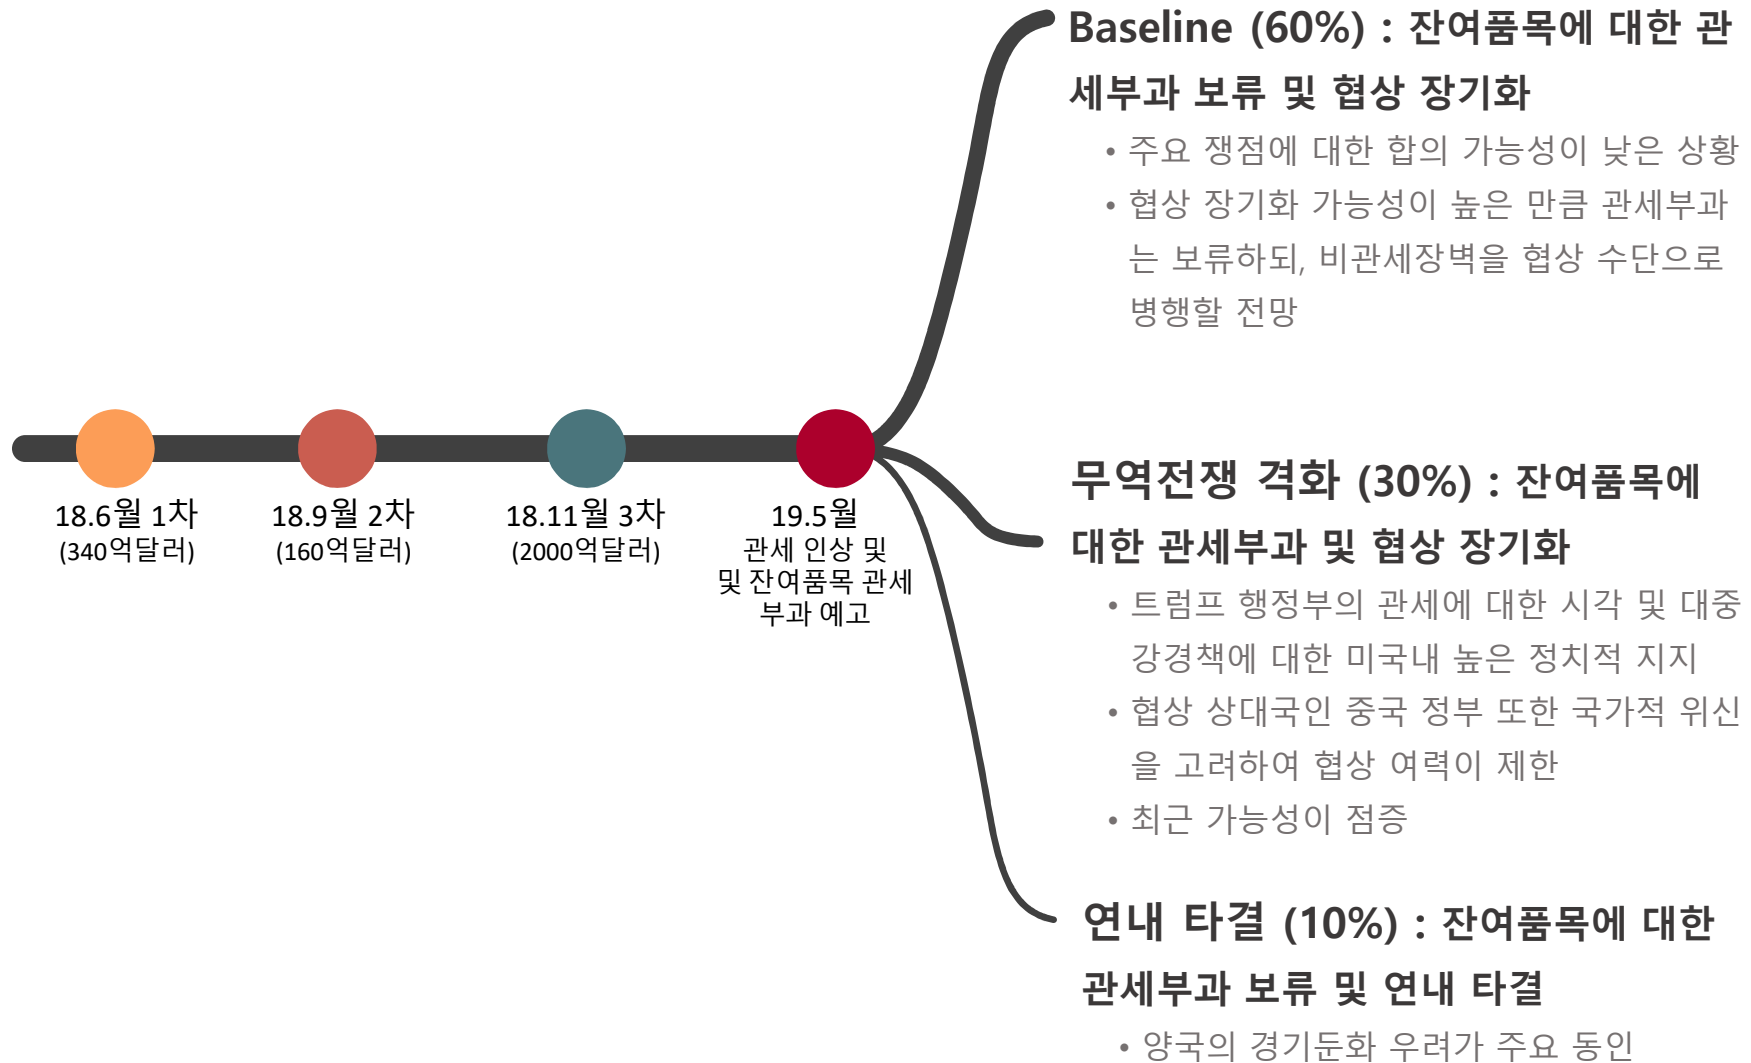 Baseline (60%) : 잔여품목에 대한 관
세부과 보류 및 협상 장기화
• 주요 쟁점에 대한 합의 가능성이 낮은 상황
• 협상 장기화 가능성이 높은 만큼 관세부과
는 보류하되, 비관세장벽을 협상 수단으로
병행할 전망
18.6월 1차
(340억달러)
18.9월 2차
(160억달러)
18.11월 3차
(2000억달러)
19.5월
관세 인상 및
및 잔여품목 관세
부과 예고
무역전쟁 격화 (30%) : 잔여품목에
대한 관세부과 및 협상 장기화
• 트럼프 행정부의 관세에 대한 시각 및 대중
강경책에 대한 미국내 높은 정치적 지지
• 협상 상대국인 중국 정부 또한 국가적 위신
을 고려하여 협상 여력이 제한
• 최근 가능성이 점증
연내 타결 (10%) : 잔여품목에 대한
관세부과 보류 및 연내 타결
• 양국의 경기둔화 우려가 주요 동인